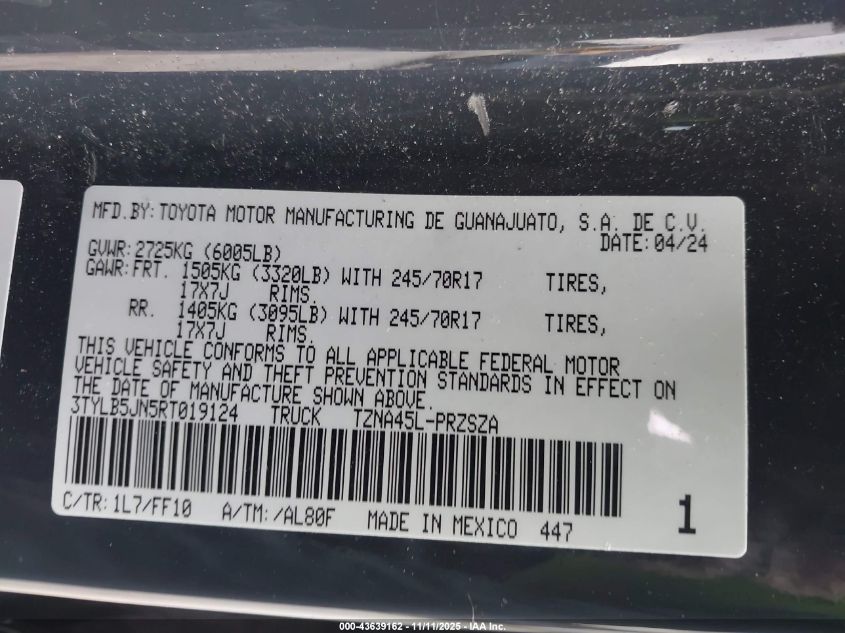 MFD.BY:TOYOTA MOTOR MANUFACTURING DE GUANAJUATO, S.A. DE C.V.
DATE:04/24
GVWR:2725KG (6005LB)
GAWR:FRT. 1505KG (3320LB) WITH 245/70R17 TIRES,
17X7J RIMS.
RR. 1405KG (3095LB) WITH 245/70R17 TIRES,
17X7J RIMS.
THIS VEHICLE CONFORMS TO ALL APPLICABLE FEDERAL MOTOR
VEHICLE SAFETY AND THEFT PREVENTION STANDARDS IN EFFECT ON
THE DATE OF MANUFACTURE SHOWN ABOVE.
3TYLB5JN5RT019124 TRUCK TZNA45L-PRZSZA
C/TR:1L7/FF10 A/TM:/AL80F MADE IN MEXICO 447 1
000-43639162 - 11/11/2025 - IAA Inc.